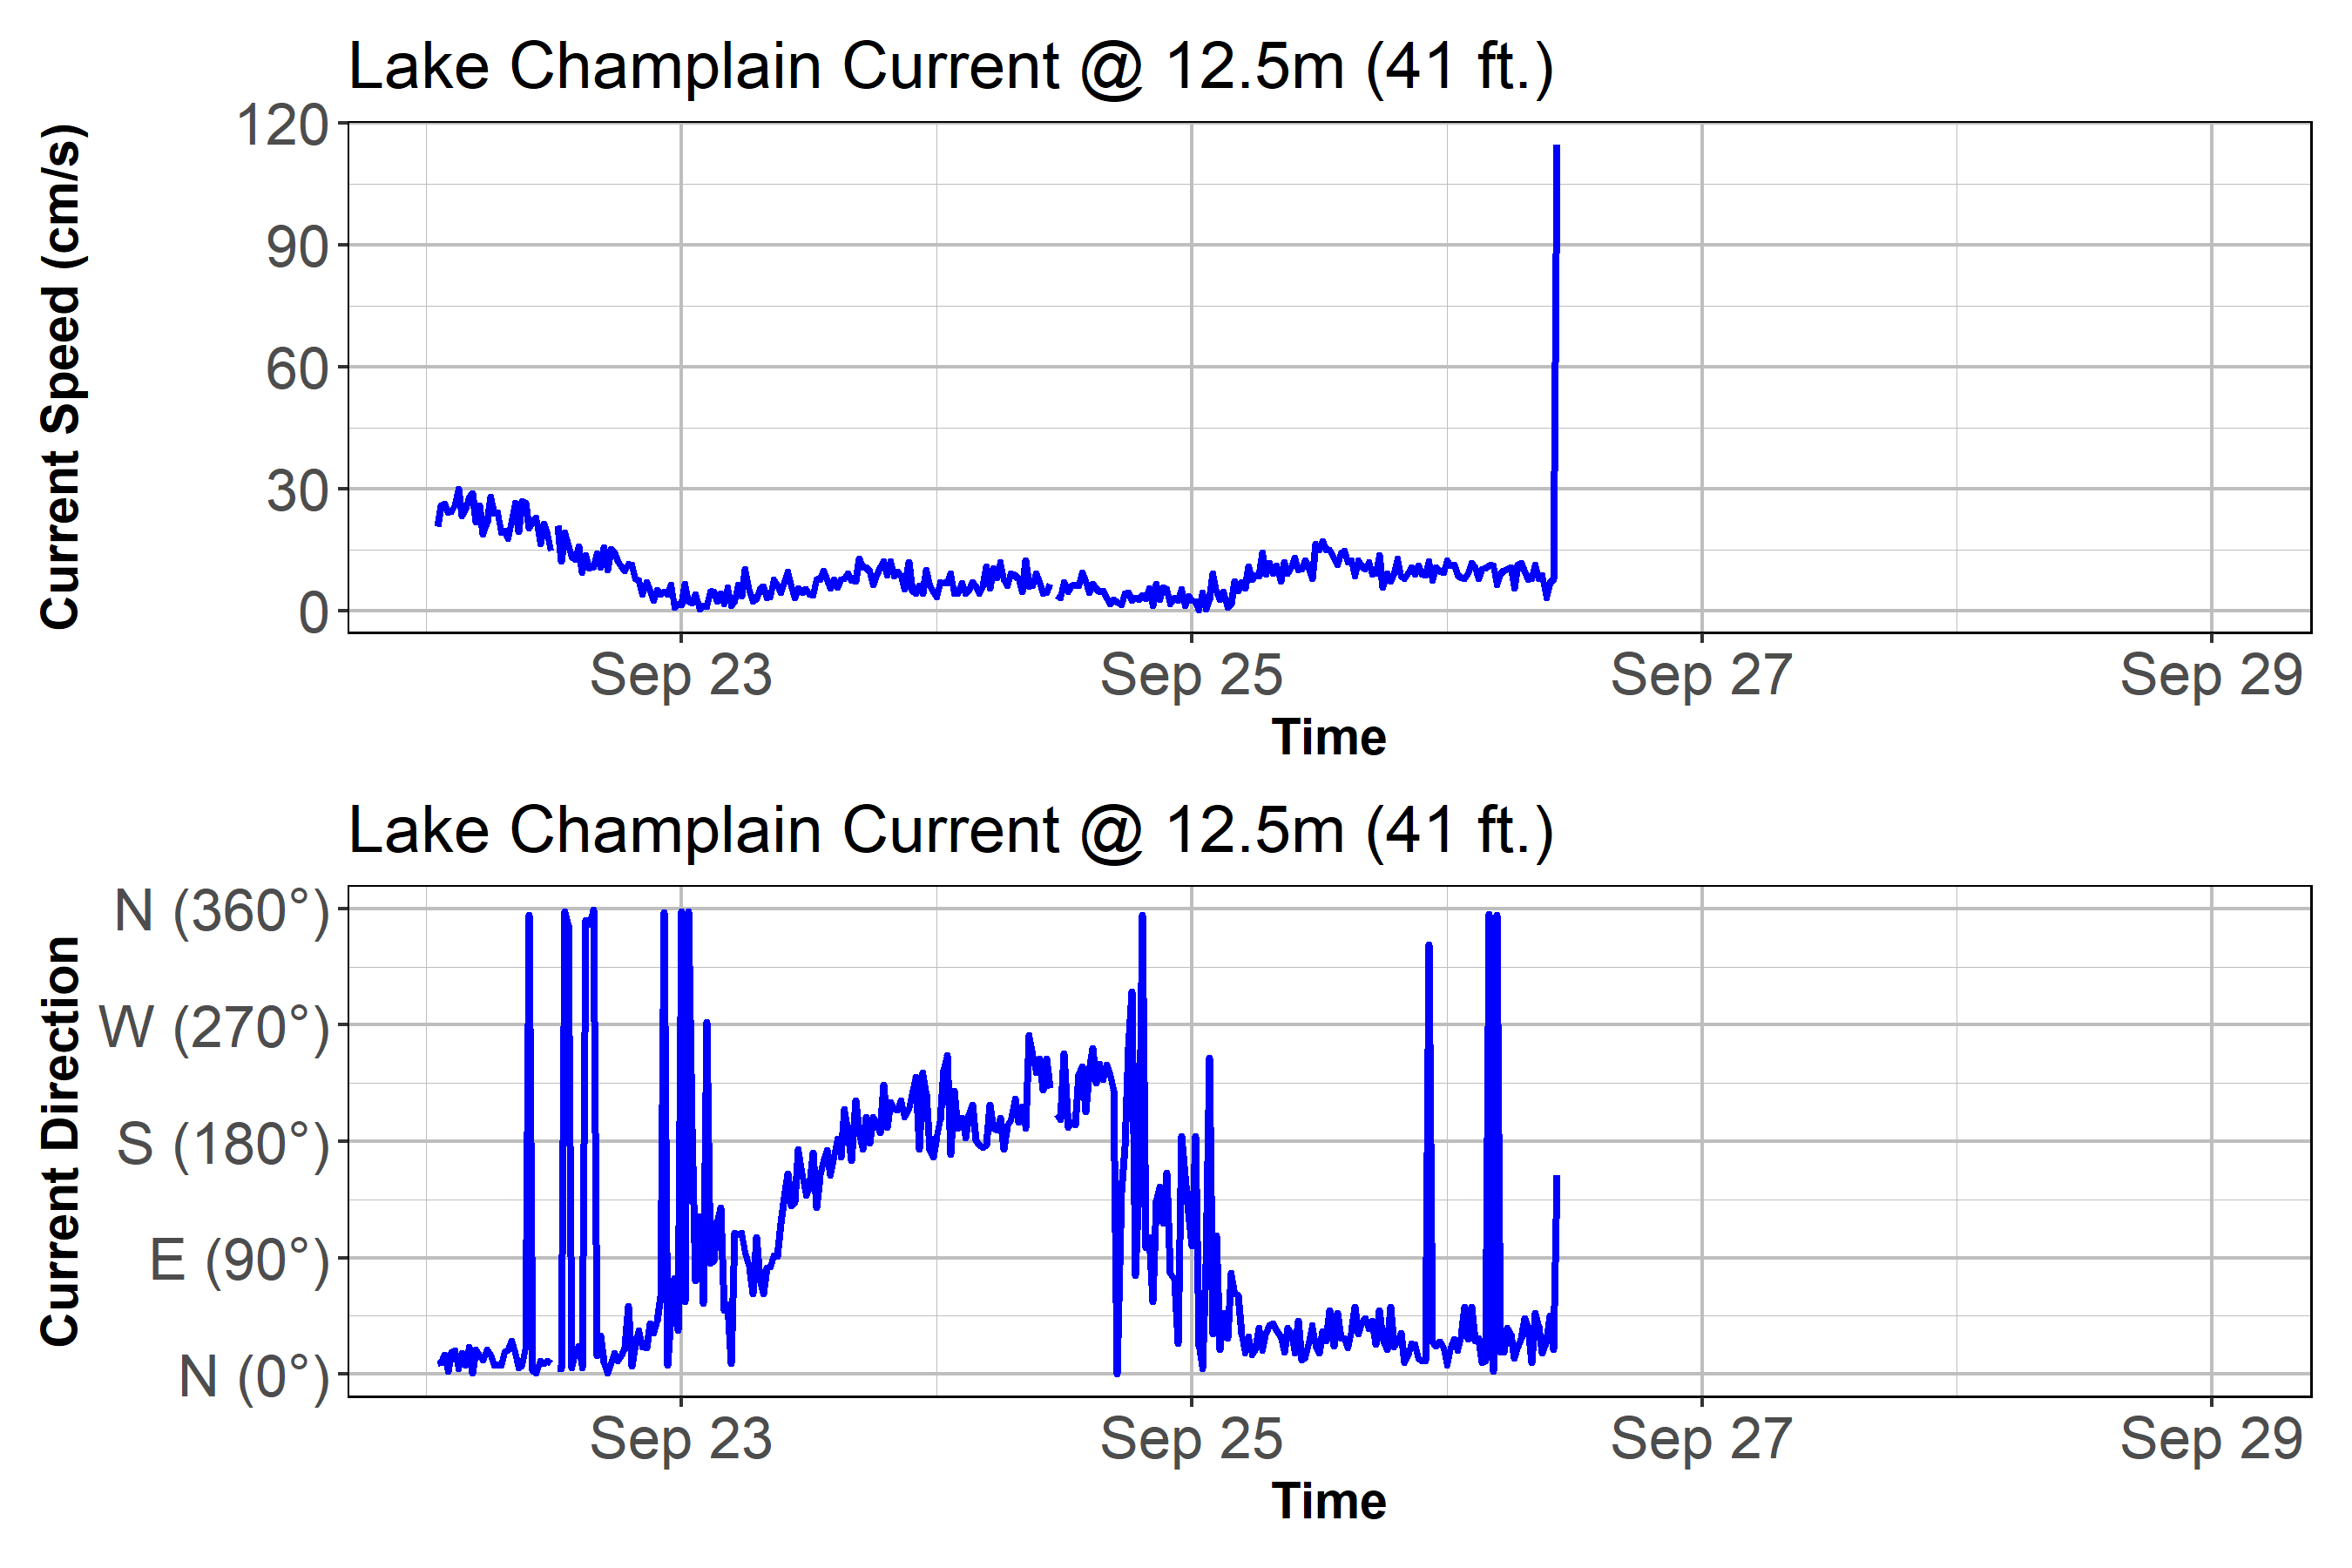 Lake Champlain Current @ 12.5m (41 ft.)
Current Speed (cm/s)
120
90
60
30
0
Sep 23 Sep 25 Sep 27 Sep 29
Time
Lake Champlain Current @ 12.5m (41 ft.)
Current Direction
N (360°)
W (270°)
S (180°)
E (90°)
N (0°)
Sep 23 Sep 25 Sep 27 Sep 29
Time